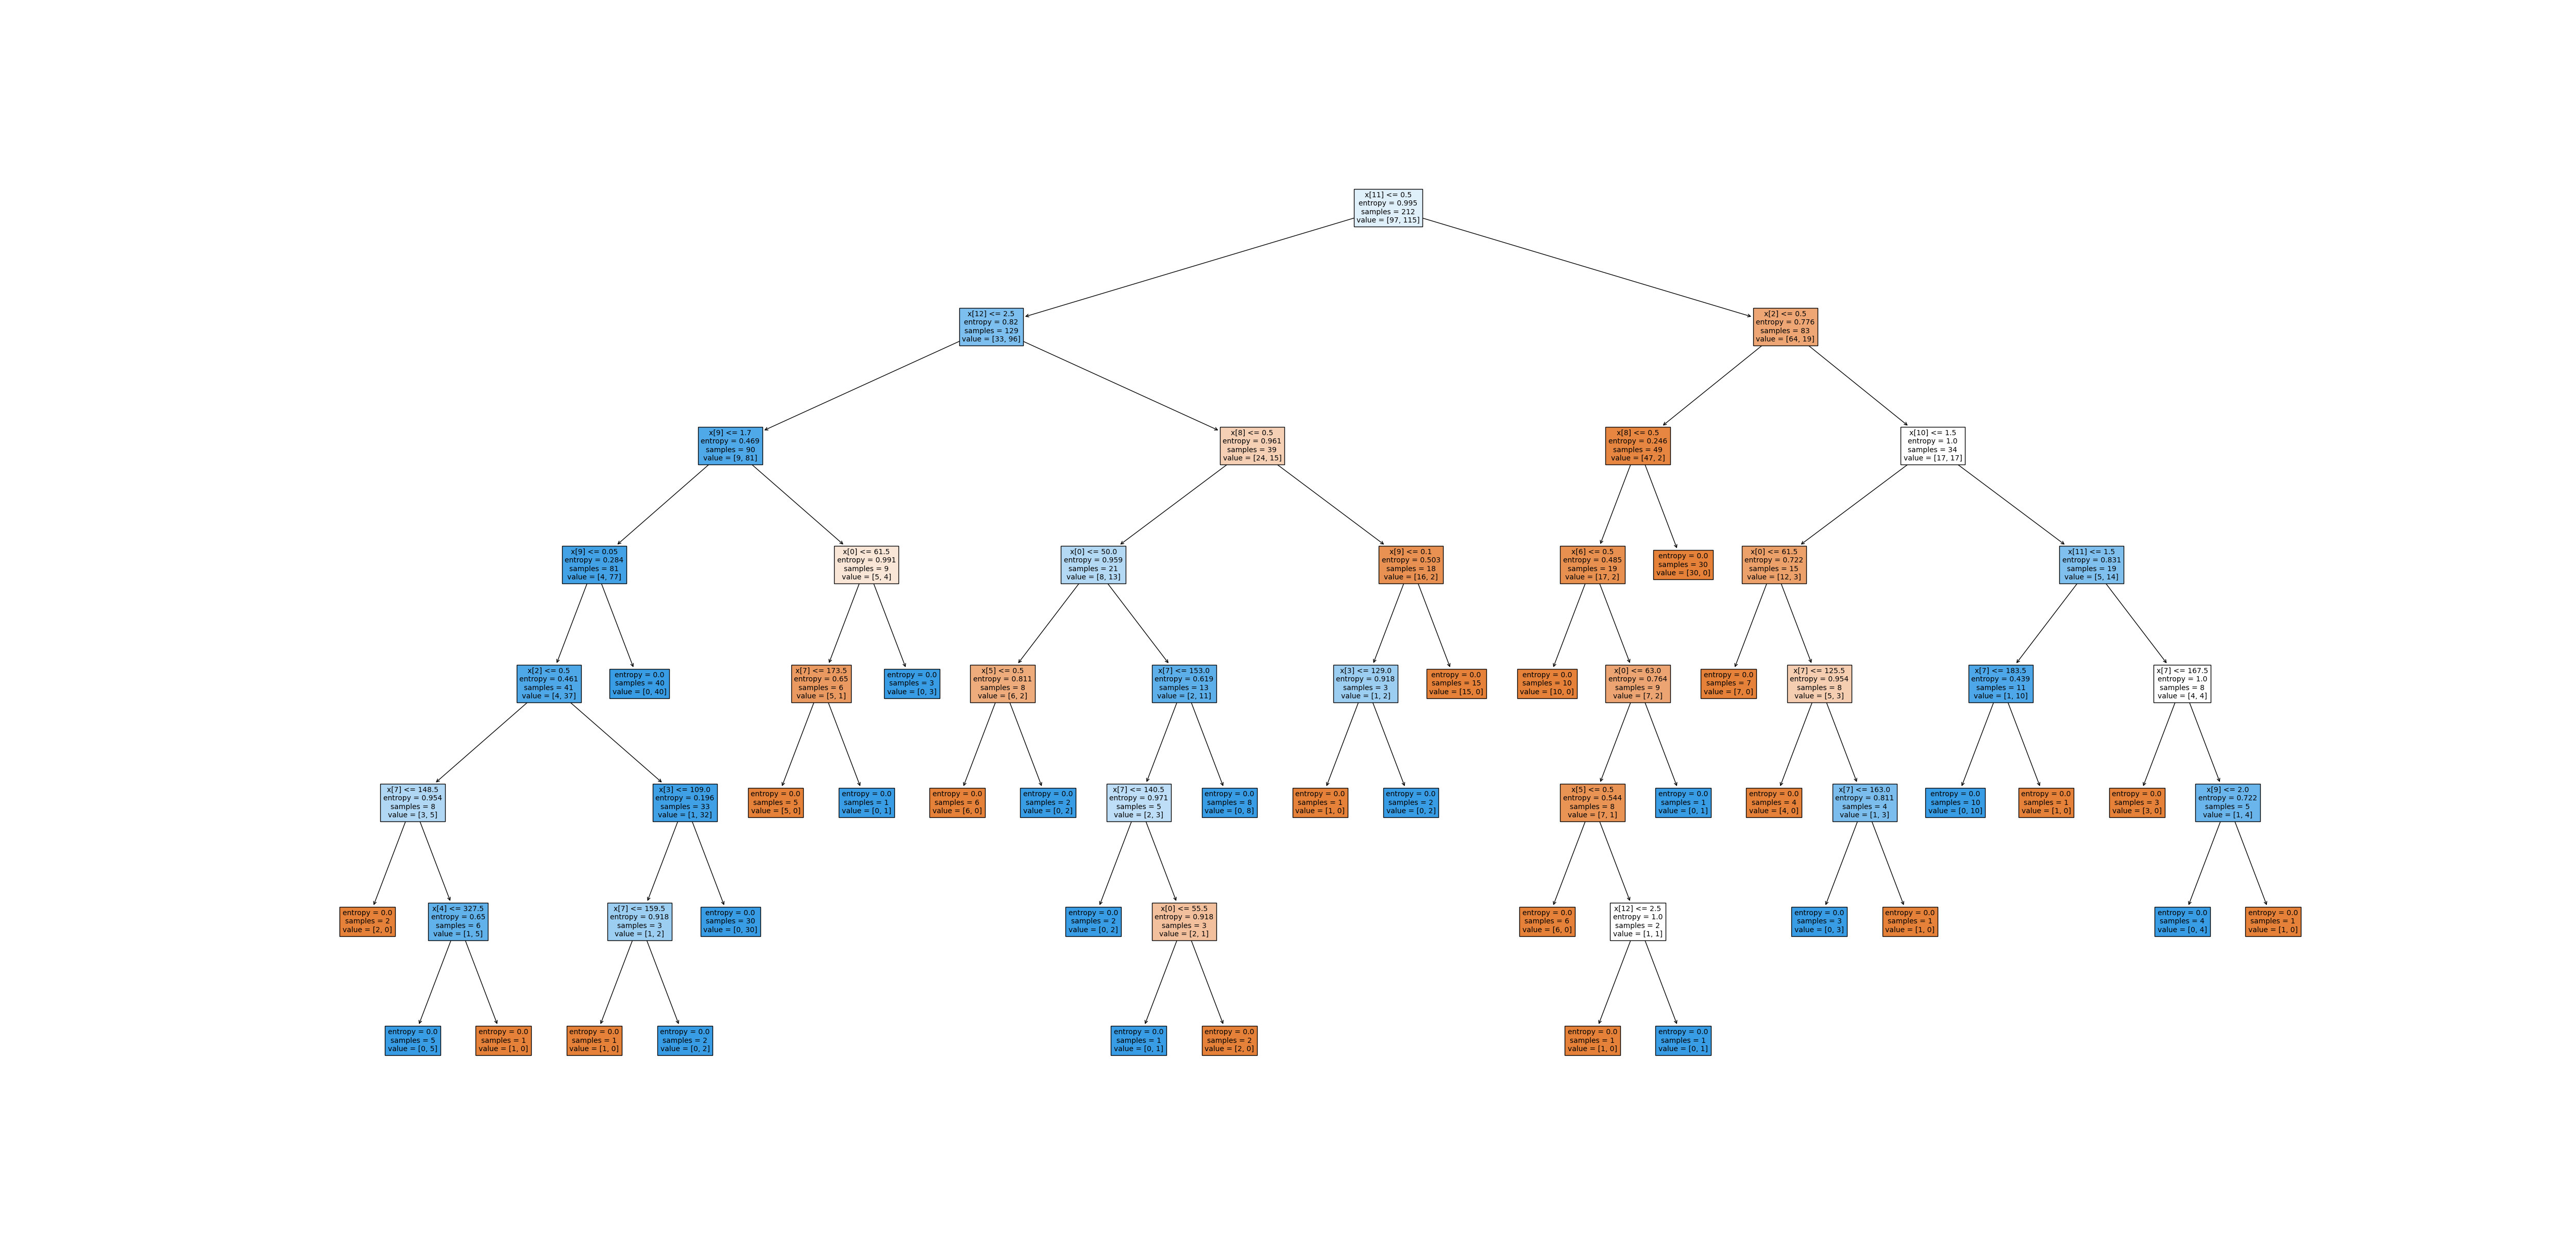 x[11] <= 0.5
entropy = 0.995
samples = 212
value = [97, 115]
x[12] <= 2.5
entropy = 0.82
samples = 129
value = [33, 96]
x[2] <= 0.5
entropy = 0.776
samples = 83
value = [64, 19]
x[9] <= 1.7
entropy = 0.469
samples = 90
value = [9, 81]
x[8] <= 0.5
entropy = 0.961
samples = 39
value = [24, 15]
x[8] <= 0.5
entropy = 0.246
samples = 49
value = [47, 2]
x[10] <= 1.5
entropy = 1.0
samples = 34
value = [17, 17]
x[9] <= 0.05
entropy = 0.284
samples = 81
value = [4, 77]
x[0] <= 61.5
entropy = 0.991
samples = 9
value = [5, 4]
x[0] <= 50.0
entropy = 0.959
samples = 21
value = [8, 13]
x[9] <= 0.1
entropy = 0.503
samples = 18
value = [16, 2]
x[6] <= 0.5
entropy = 0.485
samples = 19
value = [17, 2]
entropy = 0.0
samples = 30
value = [30, 0]
x[0] <= 61.5
entropy = 0.722
samples = 15
value = [12, 3]
x[11] <= 1.5
entropy = 0.831
samples = 19
value = [5, 14]
x[2] <= 0.5
entropy = 0.461
samples = 41
value = [4, 37]
entropy = 0.0
samples = 40
value = [0, 40]
x[7] <= 173.5
entropy = 0.65
samples = 6
value = [5, 1]
entropy = 0.0
samples = 3
value = [0, 3]
x[5] <= 0.5
entropy = 0.811
samples = 8
value = [6, 2]
x[7] <= 153.0
entropy = 0.619
samples = 13
value = [2, 11]
x[3] <= 129.0
entropy = 0.918
samples = 3
value = [1, 2]
entropy = 0.0
samples = 15
value = [15, 0]
entropy = 0.0
samples = 10
value = [10, 0]
x[0] <= 63.0
entropy = 0.764
samples = 9
value = [7, 2]
entropy = 0.0
samples = 7
value = [7, 0]
x[7] <= 125.5
entropy = 0.954
samples = 8
value = [5, 3]
x[7] <= 183.5
entropy = 0.439
samples = 11
value = [1, 10]
x[7] <= 167.5
entropy = 1.0
samples = 8
value = [4, 4]
x[7] <= 148.5
entropy = 0.954
samples = 8
value = [3, 5]
x[3] <= 109.0
entropy = 0.196
samples = 33
value = [1, 32]
entropy = 0.0
samples = 5
value = [5, 0]
entropy = 0.0
samples = 1
value = [0, 1]
entropy = 0.0
samples = 6
value = [6, 0]
entropy = 0.0
samples = 2
value = [0, 2]
x[7] <= 140.5
entropy = 0.971
samples = 5
value = [2, 3]
entropy = 0.0
samples = 8
value = [0, 8]
entropy = 0.0
samples = 1
value = [1, 0]
entropy = 0.0
samples = 2
value = [0, 2]
x[5] <= 0.5
entropy = 0.544
samples = 8
value = [7, 1]
entropy = 0.0
samples = 1
value = [0, 1]
entropy = 0.0
samples = 4
value = [4, 0]
x[7] <= 163.0
entropy = 0.811
samples = 4
value = [1, 3]
entropy = 0.0
samples = 10
value = [0, 10]
entropy = 0.0
samples = 1
value = [1, 0]
entropy = 0.0
samples = 3
value = [3, 0]
x[9] <= 2.0
entropy = 0.722
samples = 5
value = [1, 4]
entropy = 0.0
samples = 2
value = [2, 0]
x[4] <= 327.5
entropy = 0.65
samples = 6
value = [1, 5]
x[7] <= 159.5
entropy = 0.918
samples = 3
value = [1, 2]
entropy = 0.0
samples = 30
value = [0, 30]
entropy = 0.0
samples = 2
value = [0, 2]
x[0] <= 55.5
entropy = 0.918
samples = 3
value = [2, 1]
entropy = 0.0
samples = 6
value = [6, 0]
x[12] <= 2.5
entropy = 1.0
samples = 2
value = [1, 1]
entropy = 0.0
samples = 3
value = [0, 3]
entropy = 0.0
samples = 1
value = [1, 0]
entropy = 0.0
samples = 4
value = [0, 4]
entropy = 0.0
samples = 1
value = [1, 0]
entropy = 0.0
samples = 5
value = [0, 5]
entropy = 0.0
samples = 1
value = [1, 0]
entropy = 0.0
samples = 1
value = [1, 0]
entropy = 0.0
samples = 2
value = [0, 2]
entropy = 0.0
samples = 1
value = [0, 1]
entropy = 0.0
samples = 2
value = [2, 0]
entropy = 0.0
samples = 1
value = [1, 0]
entropy = 0.0
samples = 1
value = [0, 1]